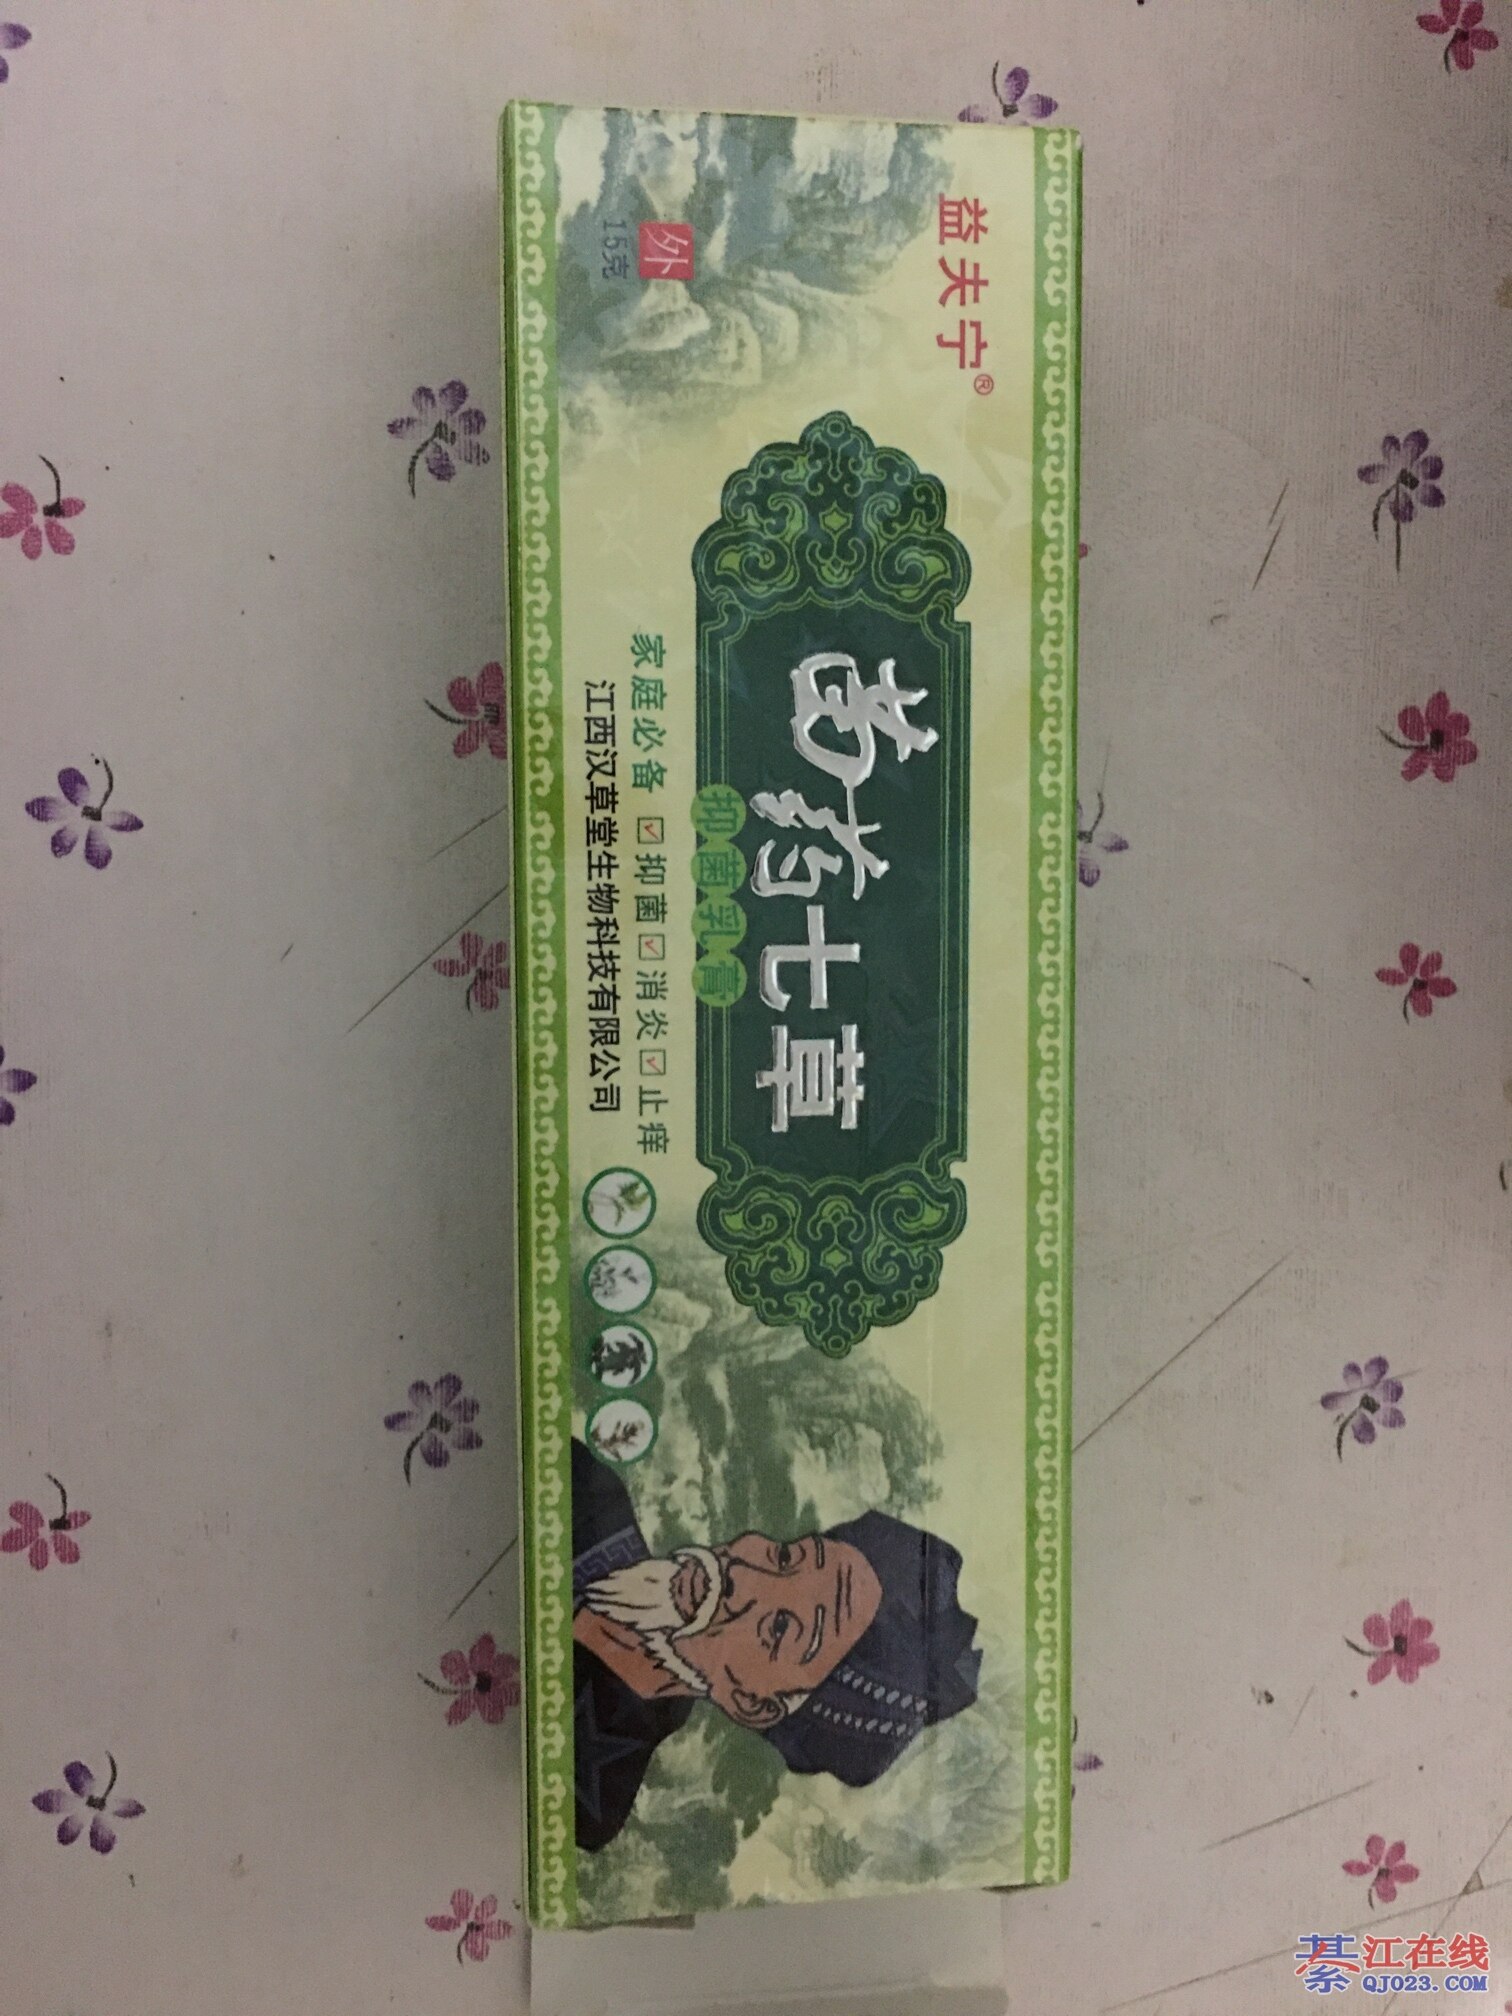 益夫宁®
苗药七草
抑菌乳膏
家庭必备 ☑抑菌☑消炎☑止痒
江西汉草堂生物科技有限公司
外
15克
綦江在线
QJ023.COM